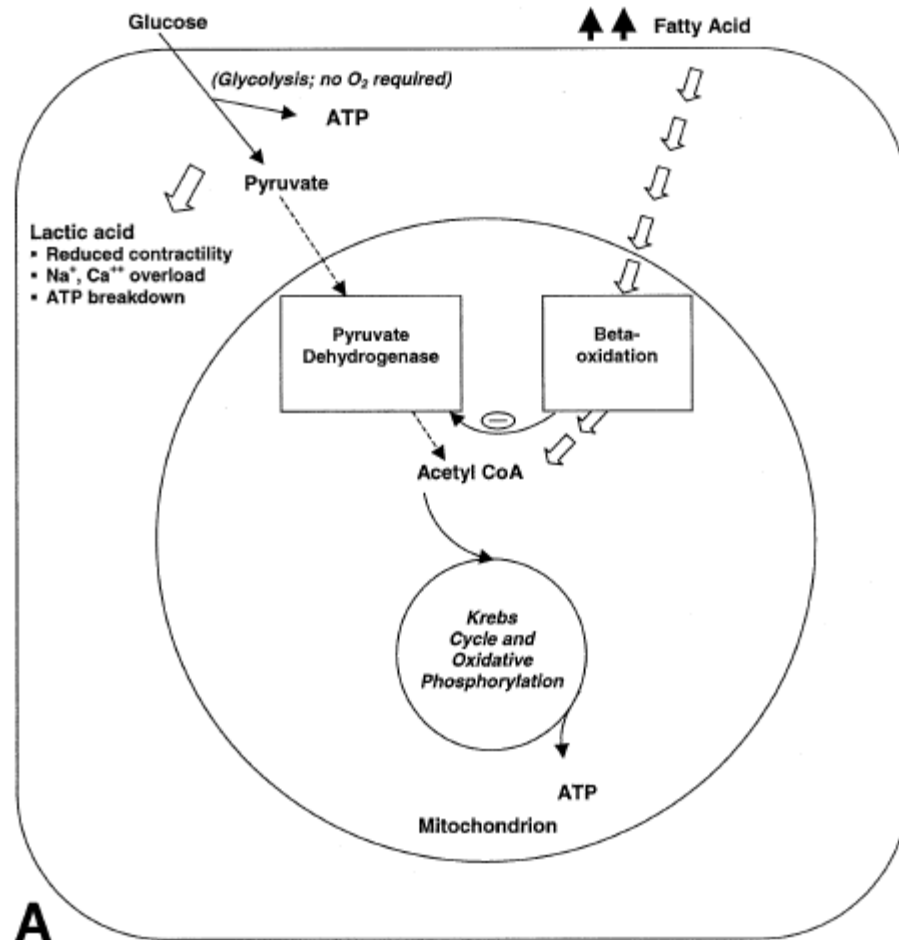 Glucose
Fatty Acid
(Glycolysis; no O₂ required)
ATP
Pyruvate
Lactic acid
▪ Reduced contractility
▪ Na⁺, Ca⁺⁺ overload
▪ ATP breakdown
Pyruvate
Dehydrogenase
Beta-
oxidation
−
Acetyl CoA
Krebs
Cycle and
Oxidative
Phosphorylation
ATP
Mitochondrion
A